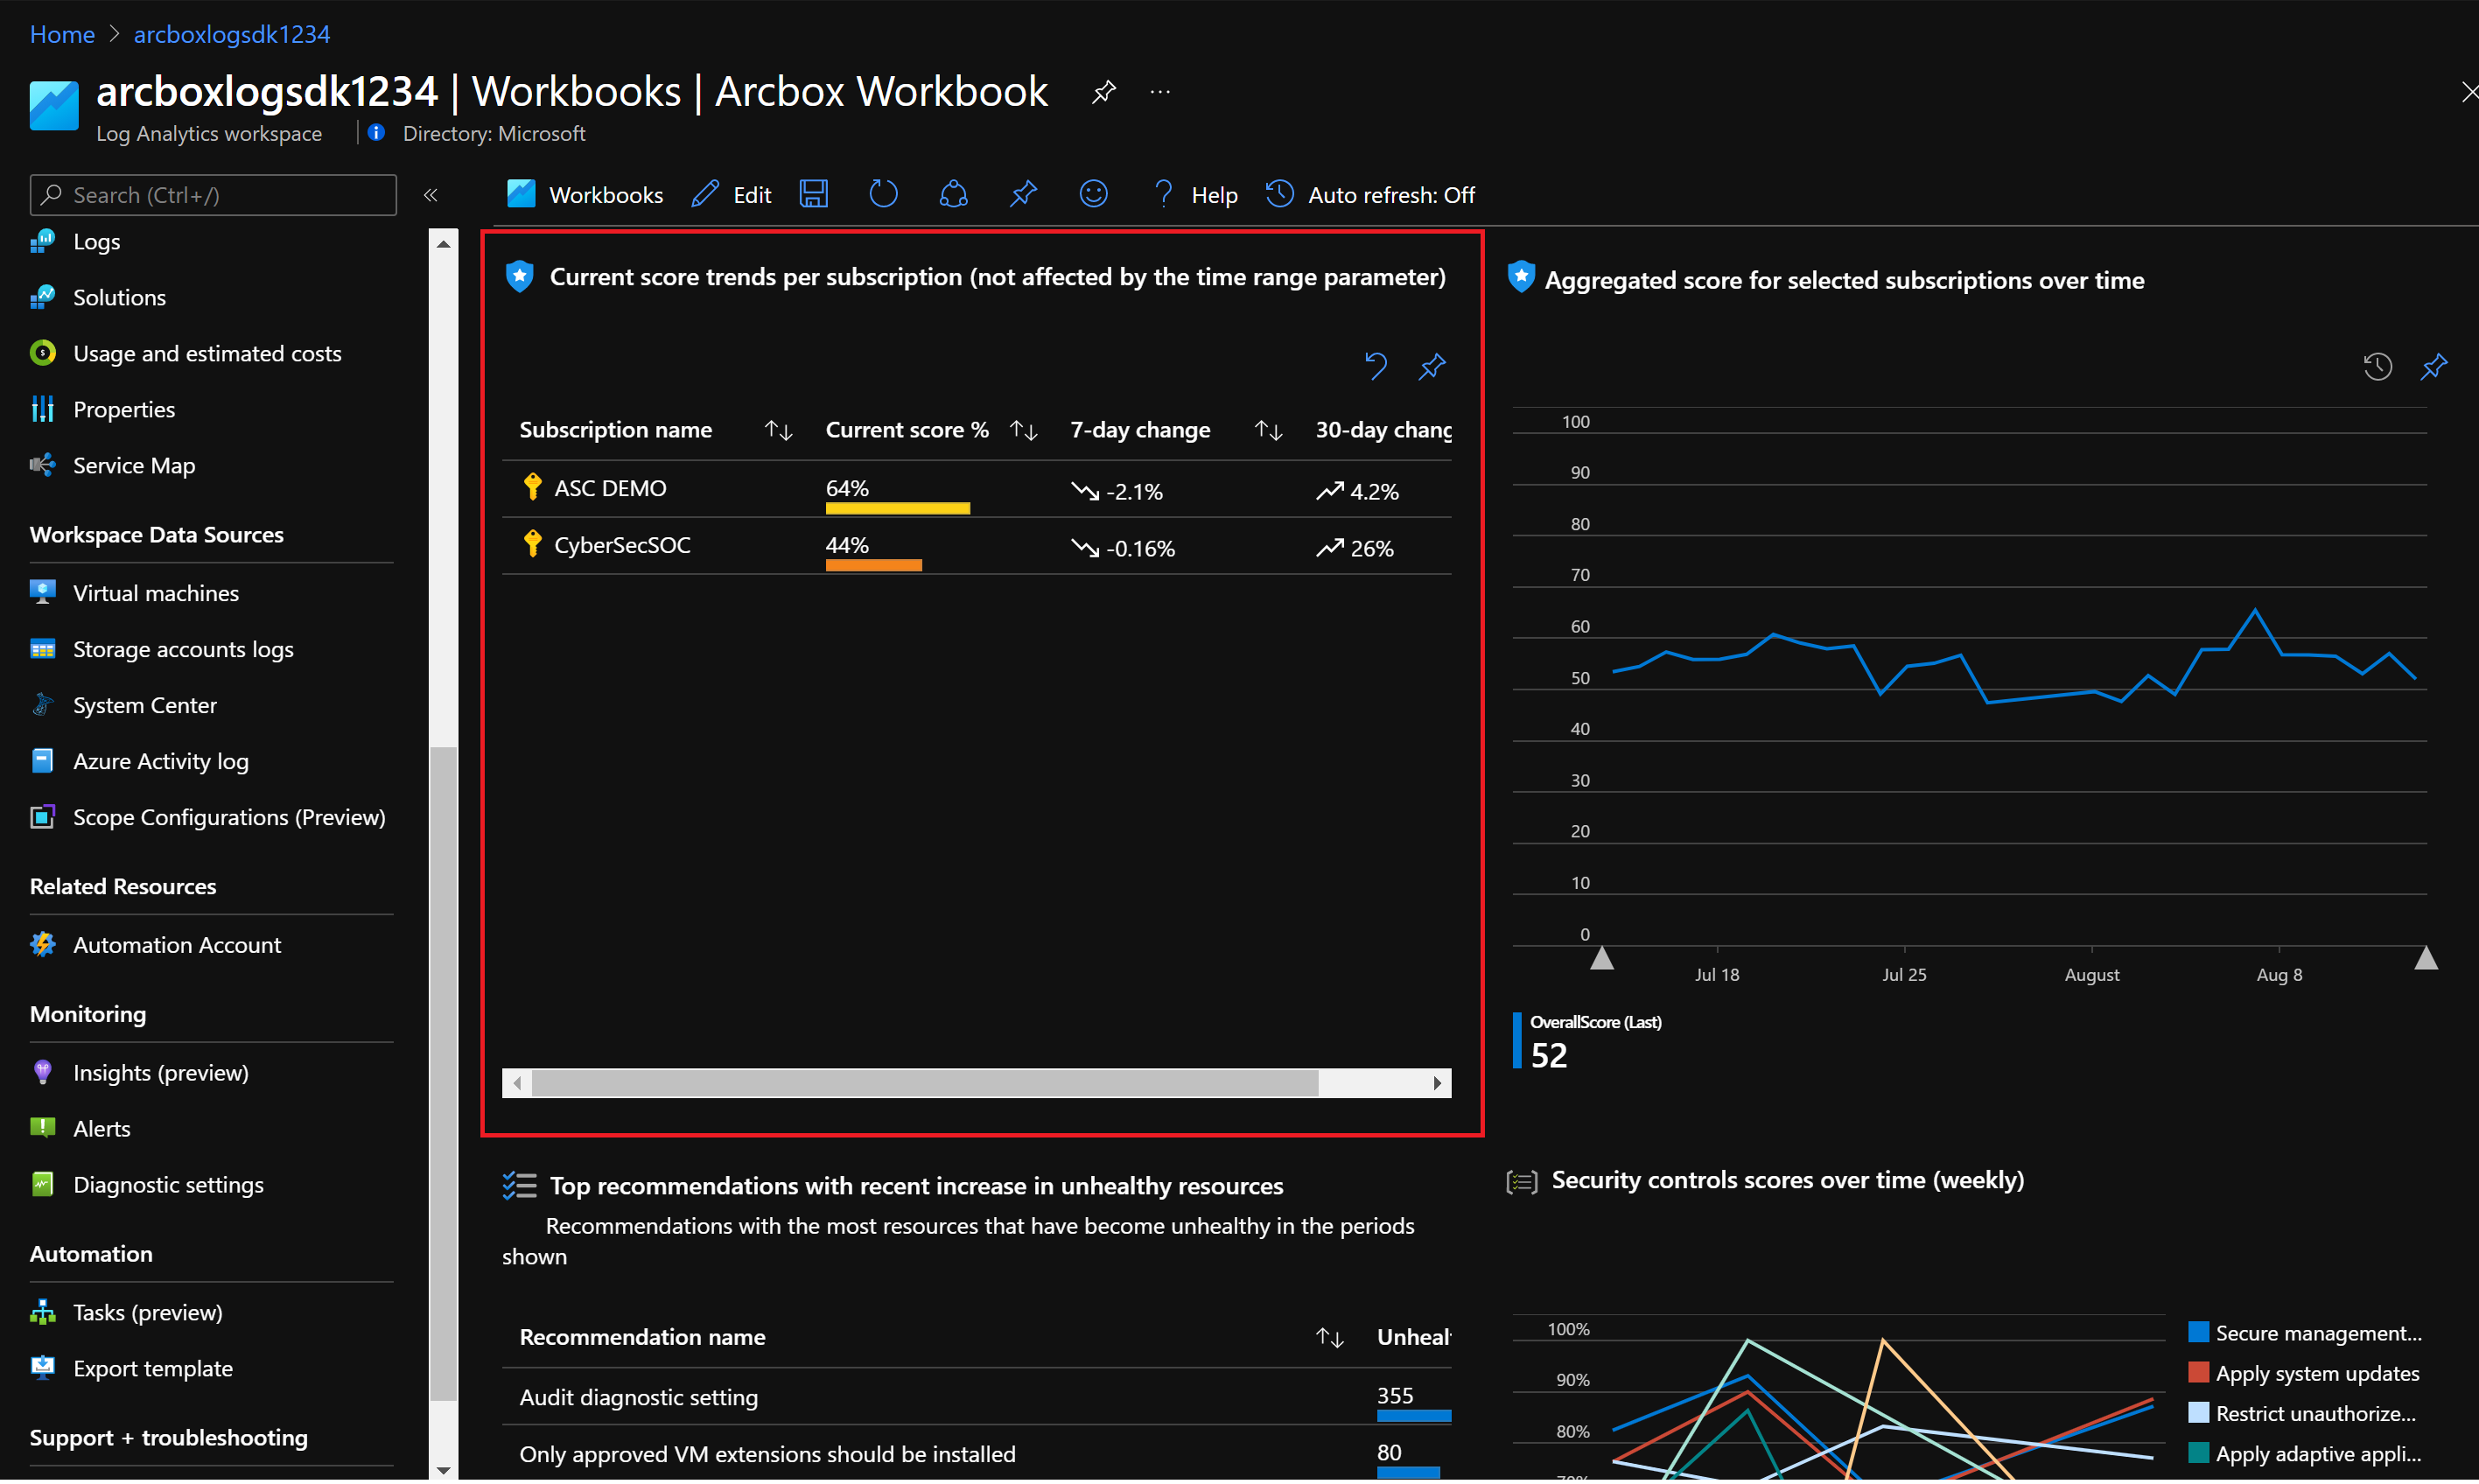 Home > arcboxlogsdk1234
arcboxlogsdk1234 | Workbooks | Arcbox Workbook ...
Log Analytics workspace | Directory: Microsoft
Search (Ctrl+/) «
Logs
Solutions
Usage and estimated costs
Properties
Service Map
Workspace Data Sources
Virtual machines
Storage accounts logs
System Center
Azure Activity log
Scope Configurations (Preview)
Related Resources
Automation Account
Monitoring
Insights (preview)
Alerts
Diagnostic settings
Automation
Tasks (preview)
Export template
Support + troubleshooting
Workbooks Edit ? Help Auto refresh: Off
Current score trends per subscription (not affected by the time range parameter)
Subscription name ↑↓ Current score % ↑↓ 7-day change ↑↓ 30-day chang
ASC DEMO 64% -2.1% 4.2%
CyberSecSOC 44% -0.16% 26%
Aggregated score for selected subscriptions over time
100
90
80
70
60
50
40
30
20
10
0
Jul 18 Jul 25 August Aug 8
OverallScore (Last)
52
Top recommendations with recent increase in unhealthy resources
Recommendations with the most resources that have become unhealthy in the periods
shown
Recommendation name ↑↓ Unheal
Audit diagnostic setting 355
Only approved VM extensions should be installed 80
Security controls scores over time (weekly)
100%
90%
80%
70%
Secure management...
Apply system updates
Restrict unauthorize...
Apply adaptive appli...